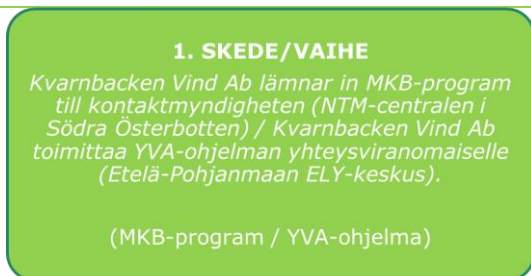 1. SKEDE/VAIHE
Kvarnbacken Vind Ab lämnar in MKB-program
till kontaktmyndigheten (NTM-centralen i
Södra Österbotten) / Kvarnbacken Vind Ab
toimittaa YVA-ohjelman yhteysviranomaiselle
(Etelä-Pohjanmaan ELY-keskus).
(MKB-program / YVA-ohjelma)